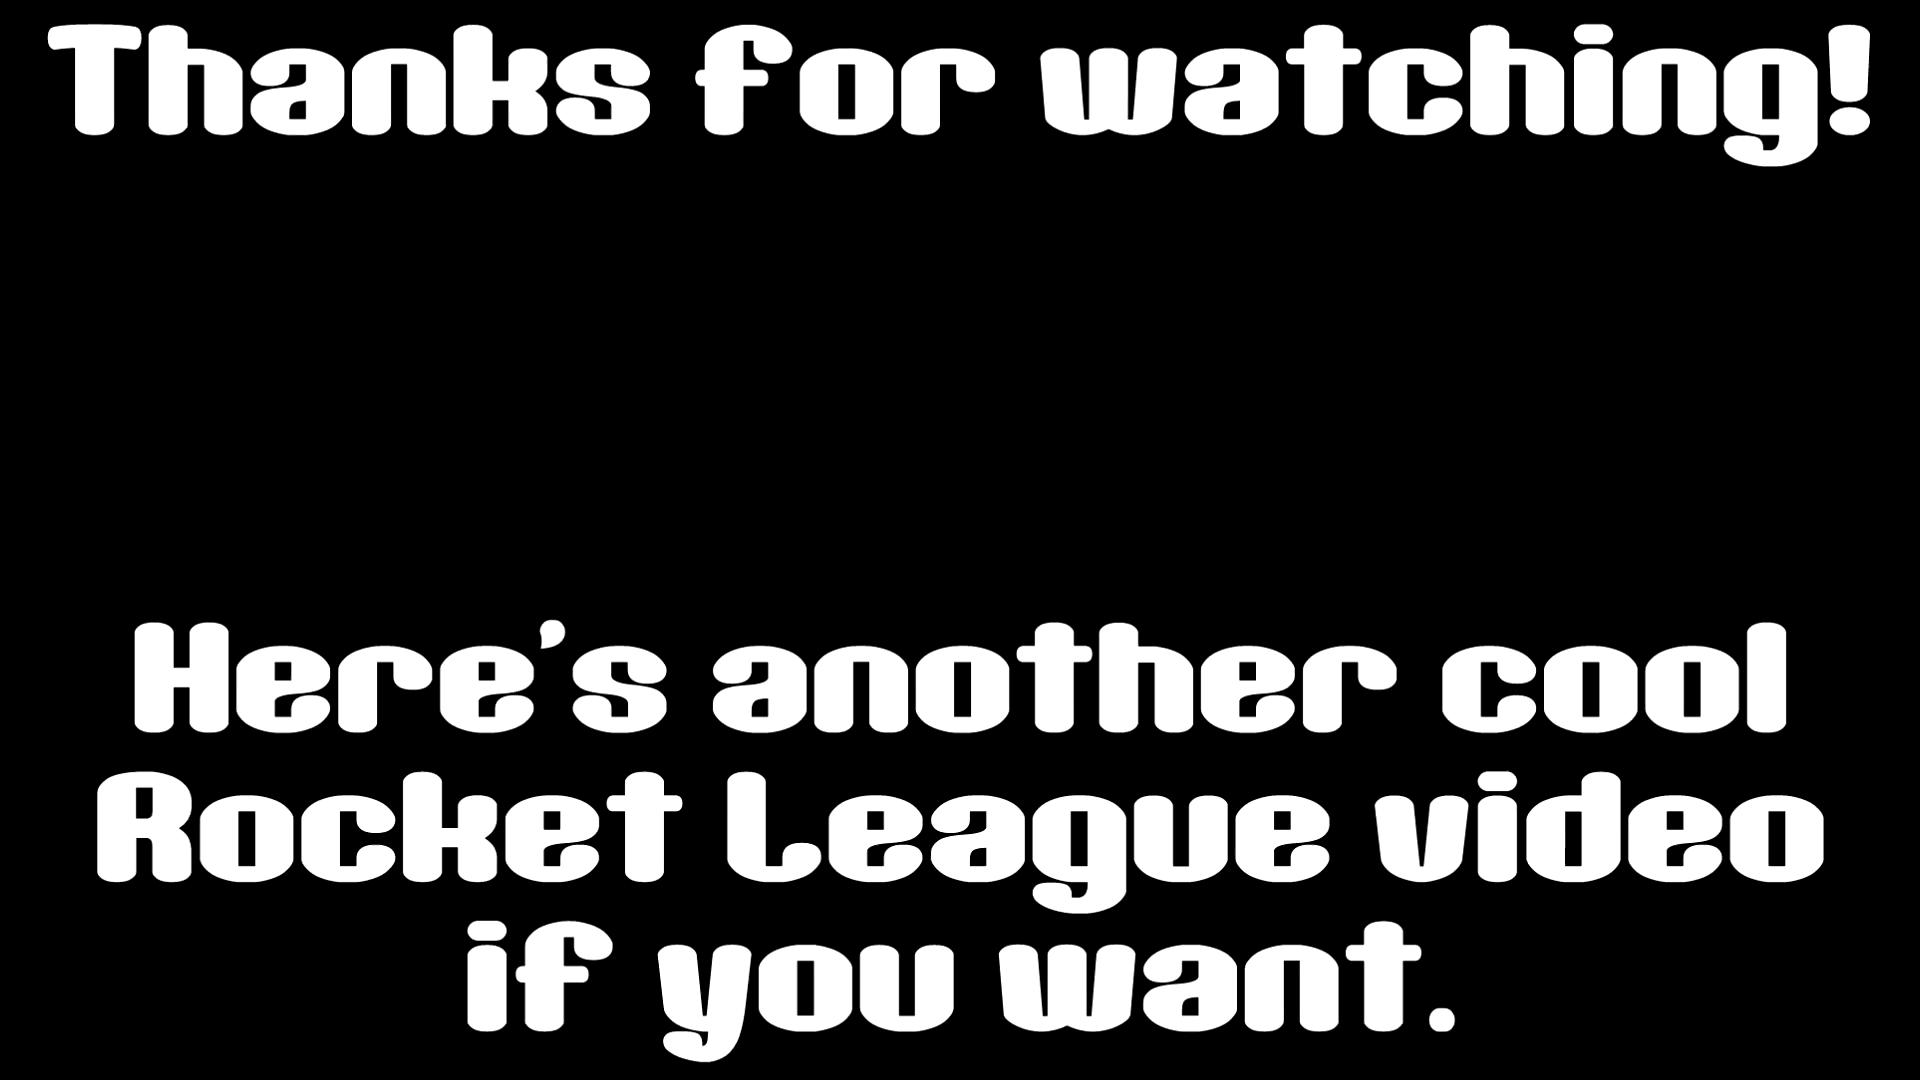 Thanks for watching!
Here’s another cool
Rocket League video
if you want.